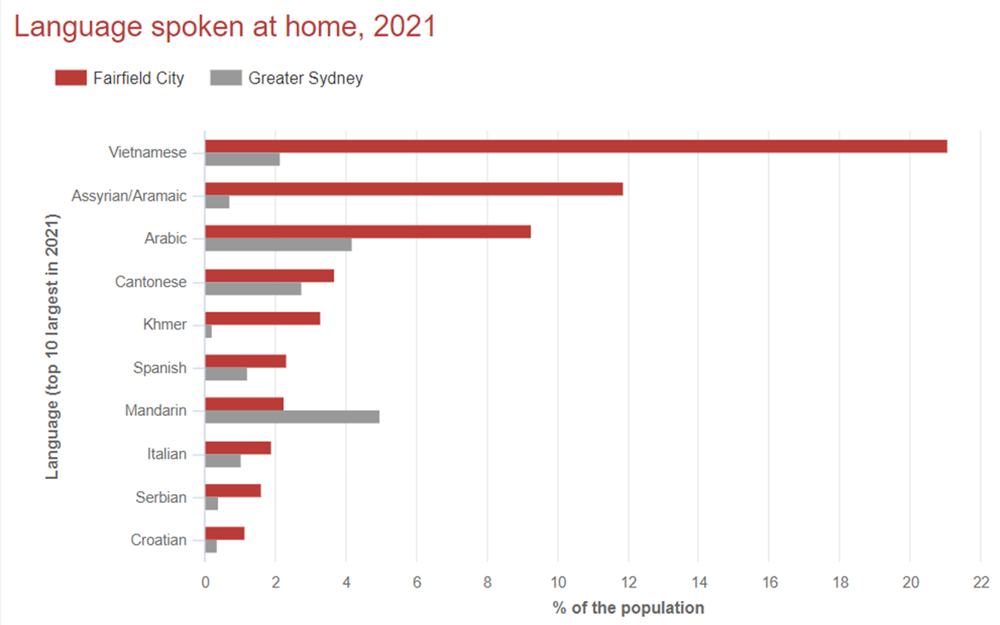 Language spoken at home, 2021
Fairfield City Greater Sydney
Language (top 10 largest in 2021)
Vietnamese
Assyrian/Aramaic
Arabic
Cantonese
Khmer
Spanish
Mandarin
Italian
Serbian
Croatian
0 2 4 6 8 10 12 14 16 18 20 22
% of the population